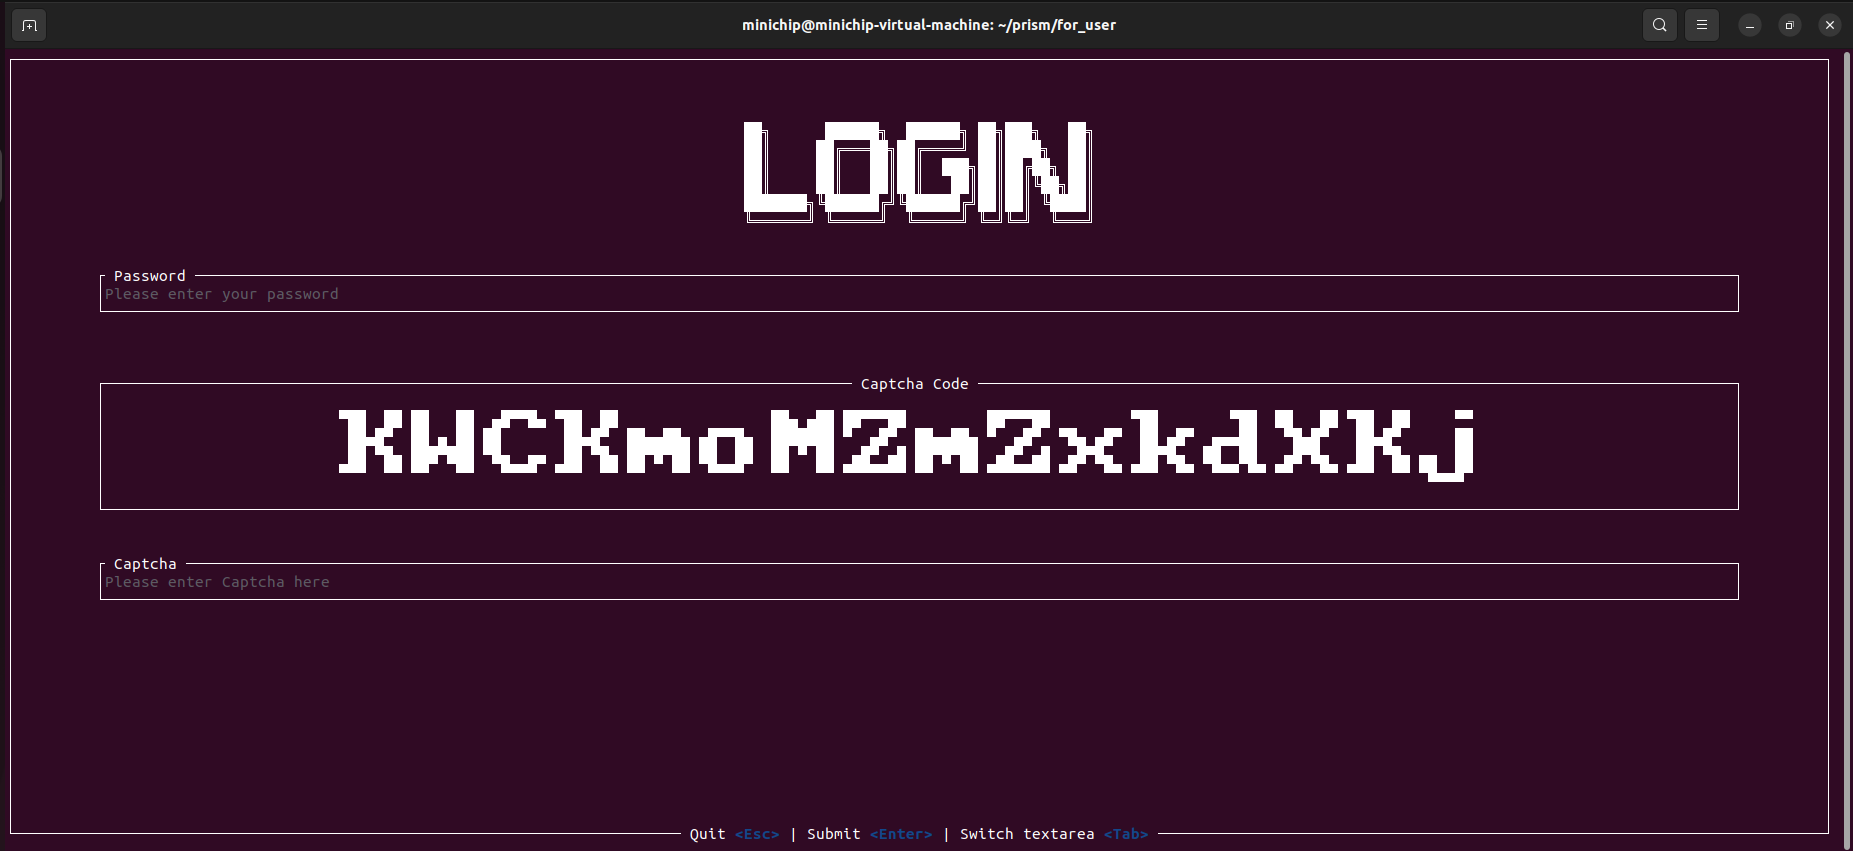 minichip@minichip-virtual-machine: ~/prism/for_user
LOGIN
Password
Please enter your password
Captcha Code
KWCKmoMZmZxkdXKj
Captcha
Please enter Captcha here
Quit <Esc> | Submit <Enter> | Switch textarea <Tab>